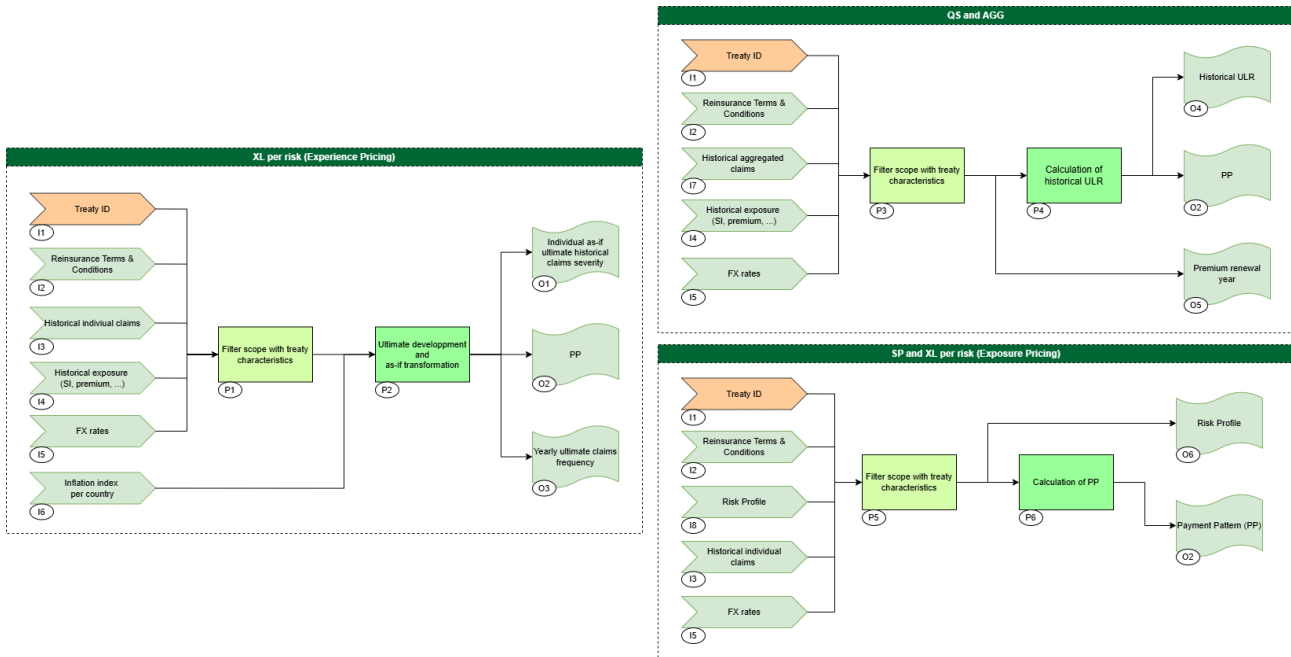 XL per risk (Experience Pricing)
Treaty ID
I1
Reinsurance Terms &
Conditions
I2
Historical indiviual claims
I3
Historical exposure
(SI, premium, ...)
I4
FX rates
I5
Inflation index
per country
I6
Filter scope with treaty
characteristics
P1
Ultimate developpment
and
as-if transformation
P2
Individual as-if
ultimate historical
claims severity
O1
PP
O2
Yearly ultimate claims
frequency
O3
QS and AGG
Treaty ID
I1
Reinsurance Terms &
Conditions
I2
Historical aggregated
claims
I7
Historical exposure
(SI, premium, ...)
I4
FX rates
I5
Filter scope with treaty
characteristics
P3
Calculation of
historical ULR
P4
Historical ULR
O4
PP
O2
Premium renewal
year
O5
SP and XL per risk (Exposure Pricing)
Treaty ID
I1
Reinsurance Terms &
Conditions
I2
Risk Profile
I8
Historical individual
claims
I3
FX rates
I5
Filter scope with treaty
characteristics
P5
Calculation of PP
P6
Risk Profile
O6
Payment Pattern (PP)
O2